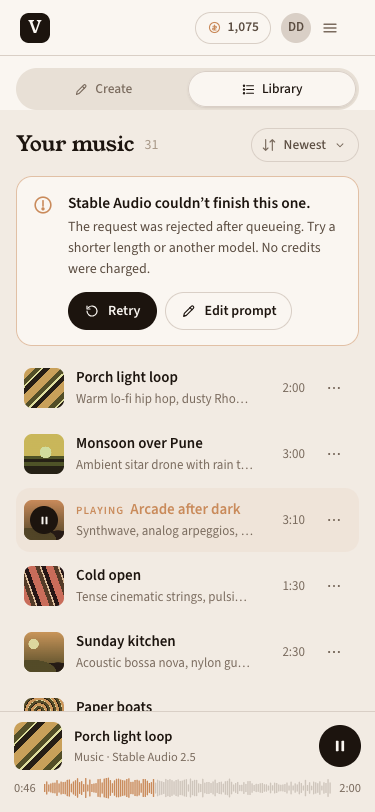 V
1,075
DD
Create
Library
Your music 31
Newest
Stable Audio couldn’t finish this one.
The request was rejected after queueing. Try a
shorter length or another model. No credits
were charged.
Retry
Edit prompt
Porch light loop
Warm lo-fi hip hop, dusty Rho…
2:00
Monsoon over Pune
Ambient sitar drone with rain t…
3:00
PLAYING Arcade after dark
Synthwave, analog arpeggios, …
3:10
Cold open
Tense cinematic strings, pulsi…
1:30
Sunday kitchen
Acoustic bossa nova, nylon gu…
2:30
Paper boats
Porch light loop
Music · Stable Audio 2.5
0:46
2:00